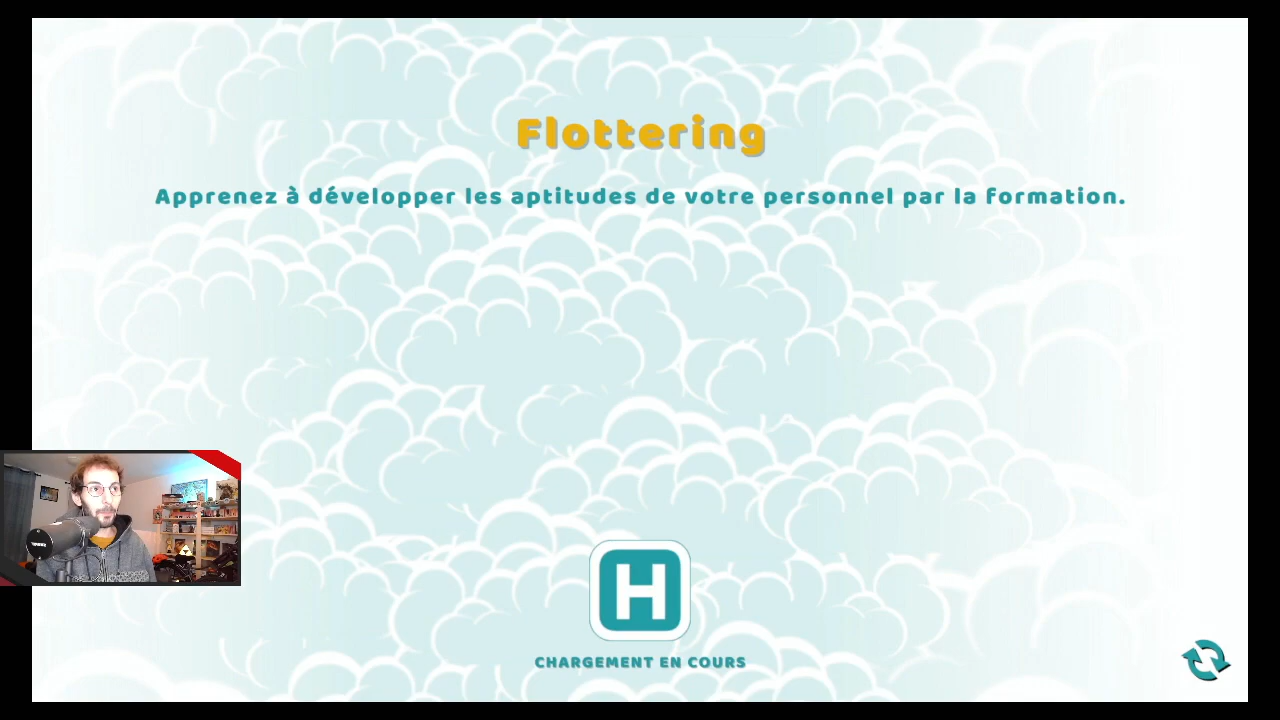 Flottering
Apprenez à développer les aptitudes de votre personnel par la formation.
H
CHARGEMENT EN COURS